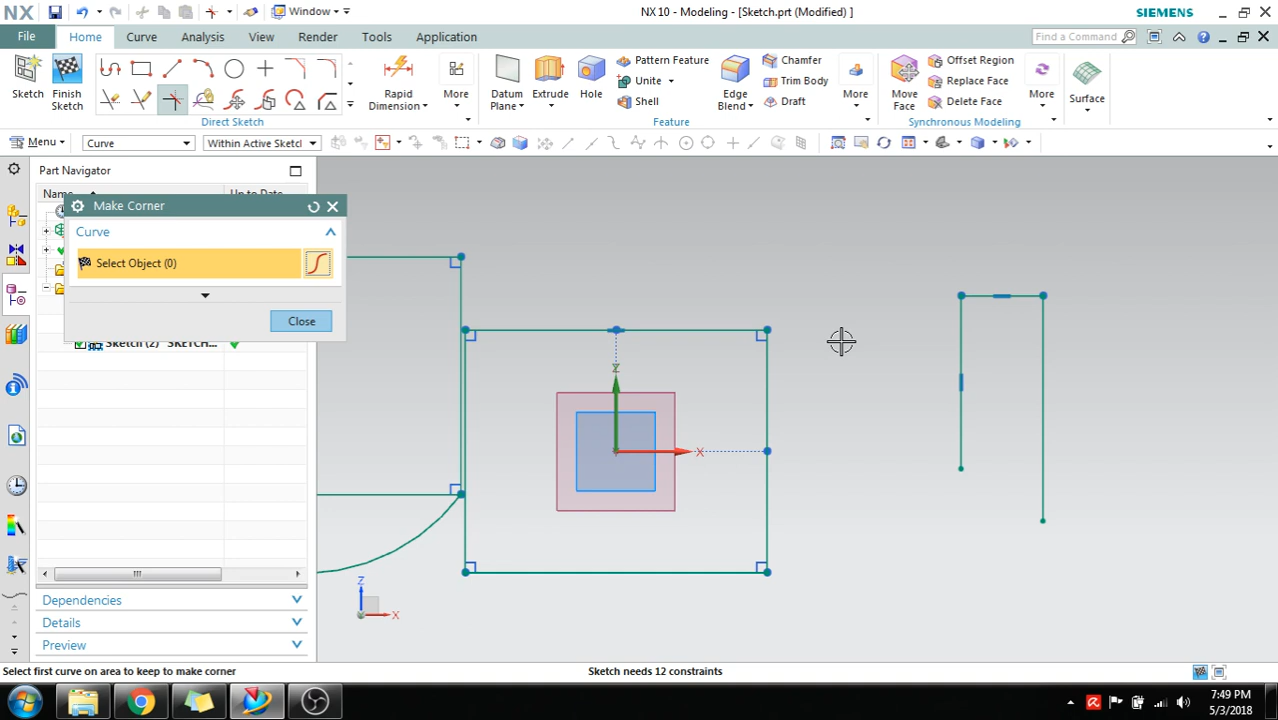 NX
Window
NX 10 - Modeling - [Sketch.prt (Modified) ]
SIEMENS
File
Home
Curve
Analysis
View
Render
Tools
Application
Find a Command
Sketch
Finish
Sketch
Rapid
Dimension
More
Direct Sketch
Datum
Plane
Extrude
Hole
Pattern Feature
Unite
Shell
Edge
Blend
Chamfer
Trim Body
Draft
More
Feature
Move
Face
Offset Region
Replace Face
Delete Face
More
Synchronous Modeling
Surface
Menu
Curve
Within Active Sketcl
Part Navigator
Name
Up to Date
Make Corner
Curve
Select Object (0)
Close
Sketch (2) "SKETCH...
Z
X
Z
X
Dependencies
Details
Preview
Select first curve on area to keep to make corner
Sketch needs 12 constraints
7:49 PM
5/3/2018